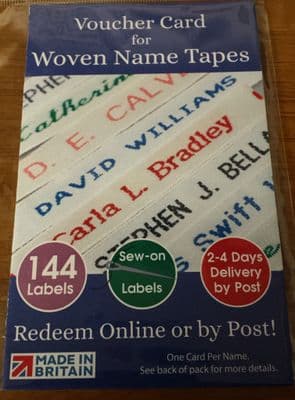 Voucher Card
for
Woven Name Tapes
Catherine
D. E. CALV
DAVID WILLIAMS
Carla L. Bradley
STEPHEN J. BELLA
s Swift
144
Labels
Sew-on
Labels
2-4 Days
Delivery
by Post
Redeem Online or by Post!
MADE IN
BRITAIN
One Card Per Name.
See back of pack for more details.